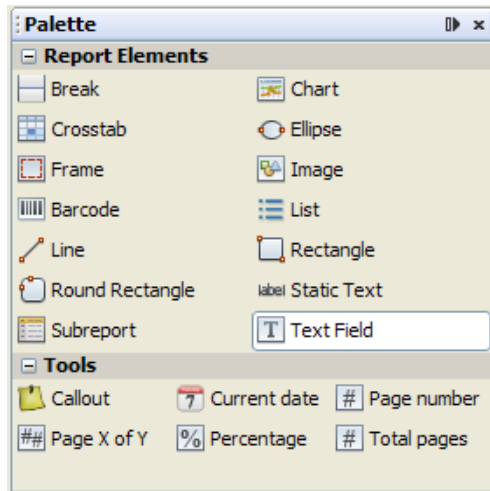 Palette
Report Elements
Break Chart
Crosstab Ellipse
Frame Image
Barcode List
Line Rectangle
Round Rectangle label Static Text
Subreport T Text Field
Tools
Callout 7 Current date # Page number
## Page X of Y % Percentage # Total pages